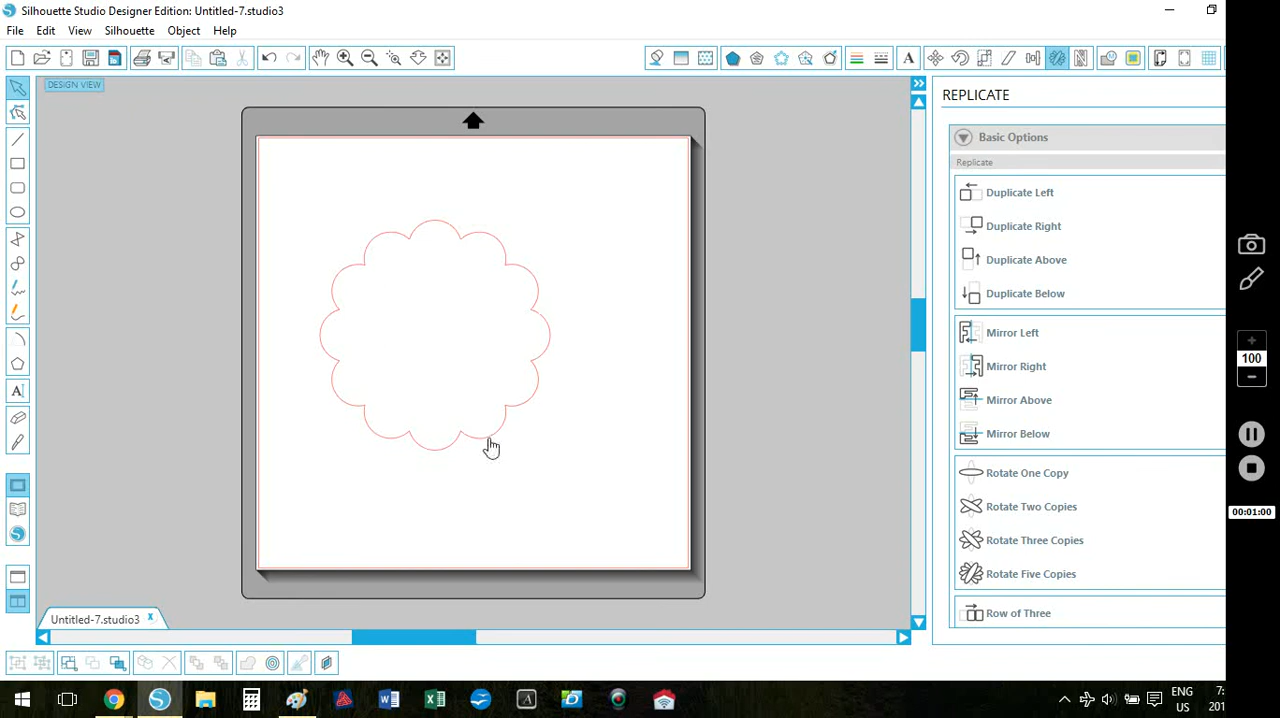 Silhouette Studio Designer Edition: Untitled-7.studio3
File Edit View Silhouette Object Help
DESIGN VIEW
REPLICATE
Basic Options
Replicate
Duplicate Left
Duplicate Right
Duplicate Above
Duplicate Below
Mirror Left
Mirror Right
Mirror Above
Mirror Below
Rotate One Copy
Rotate Two Copies
Rotate Three Copies
Rotate Five Copies
Row of Three
100
00:01:00
Untitled-7.studio3 x
ENG
US
7:
201